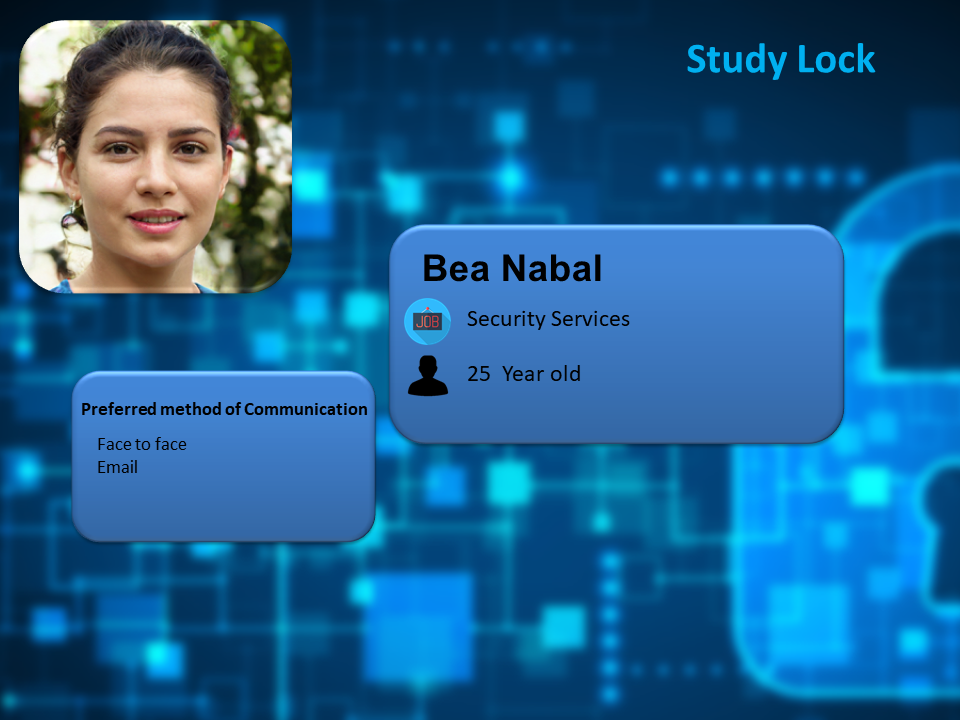 Study Lock
Bea Nabal
JOB
Security Services
25  Year old
Preferred method of Communication
Face to face
Email